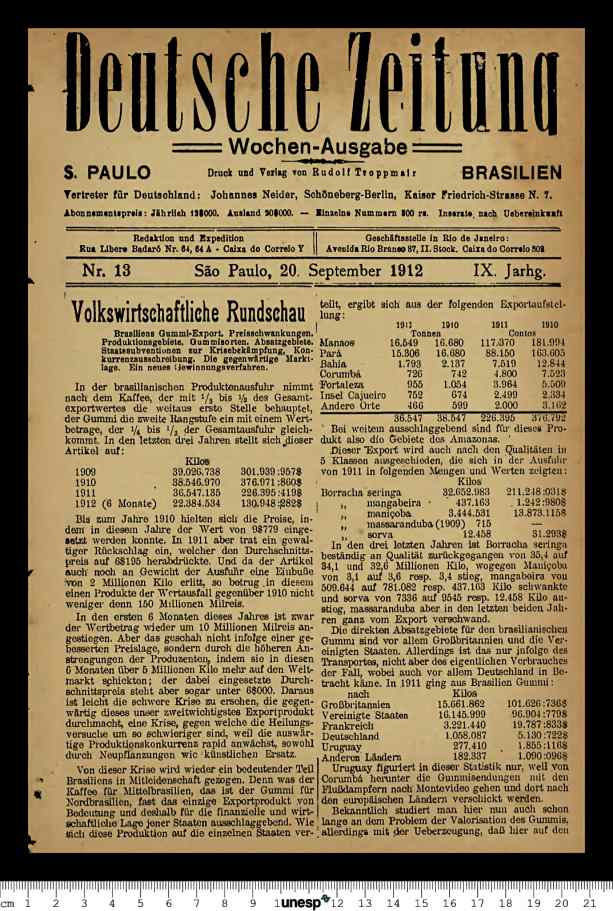 Deutsche Zeitung
Wochen-Ausgabe
S. PAULO Druck und Verlag von Rudolf Troppmair BRASILIEN
Vertreter für Deutschland: Johannes Neider, Schöneberg-Berlin, Kaiser Friedrich-Strasse N. 7.
Abonnementspreis: Jährlich 12$000. Ausland 20$000. — Einzelne Nummern 300 rs. Inserate nach Uebereinkunft
Redaktion und Expedition
Rua Libero Badaró Nr. 64, 64 A - Caixa do Correio Y
Geschäftsstelle in Rio de Janeiro:
Avenida Rio Branco 87, II. Stock. Caixa do Correio 302
Nr. 13 São Paulo, 20. September 1912 IX. Jahrg.
Volkswirtschaftliche Rundschau
Brasiliens Gummi-Export. Preisschwankungen.
Produktionsgebiete. Gummisorten. Absatzgebiete.
Staatssubventionen zur Krisebekämpfung. Kon-
kurrenzausschreibung. Die gegenwärtige Markt-
lage. Ein neues Gewinnungsverfahren.
In der brasilianischen Produktenausfuhr nimmt
nach dem Kaffee, der mit 1/2 bis 1/3 des Gesamt-
exportwertes die weitaus erste Stelle behauptet,
der Gummi die zweite Rangstufe ein mit einem Wert-
betrage, der 1/4 bis 1/3 der Gesamtausfuhr gleich-
kommt. In den letzten drei Jahren stellt sich dieser
Artikel auf:
Kilos
1909 39.026.738 301.939:957$
1910 38.546.970 376.971:860$
1911 36.547.135 226.395:419$
1912 (6 Monate) 22.384.534 130.948:282$
Bis zum Jahre 1910 hielten sich die Preise, in-
dem in diesem Jahre der Wert von 9$779 einge-
setzt werden konnte. In 1911 aber trat ein gewal-
tiger Rückschlag ein, welcher den Durchschnitts-
preis auf 6$195 herabdrückte. Und da der Artikel
auch noch an Gewicht der Ausfuhr eine Einbuße
von 2 Millionen Kilo erlitt, so betrug in diesem
einen Produkte der Wertausfall gegenüber 1910 nicht
weniger denn 150 Millionen Milreis.
In den ersten 6 Monaten dieses Jahres ist zwar
der Wertbetrag wieder um 10 Millionen Milreis an-
gestiegen. Aber das geschah nicht infolge einer ge-
besserten Preislage, sondern durch die höheren An-
strengungen der Produzenten, indem sie in diesen
6 Monaten über 5 Millionen Kilo mehr auf den Welt-
markt schickten; der dabei eingesetzte Durch-
schnittspreis steht aber sogar unter 6$000. Daraus
ist leicht die schwere Krise zu ersehen, die gegen-
wärtig dieses unser zweitwichtigstes Exportprodukt
durchmacht, eine Krise, gegen welche die Heilungs-
versuche um so schwieriger sind, weil die auswär-
tige Produktionskonkurrenz rapid anwächst, sowohl
durch Neupflanzungen wie künstlichen Ersatz.
Von dieser Krise wird wieder ein bedeutender Teil
Brasiliens in Mitleidenschaft gezogen. Denn was der
Kaffee für Mittelbrasilien, das ist der Gummi für
Nordbrasilien, fast das einzige Exportprodukt von
Bedeutung und deshalb für die finanzielle und wirt-
schaftliche Lage jener Staaten ausschlaggebend. Wie
sich diese Produktion auf die einzelnen Staaten ver-
teilt, ergibt sich aus der folgenden Exportaufstel-
lung:
1911 1910 1911 1910
Tonnen Contos
Manaos 16.549 16.680 117.370 181.994
Pará 15.306 16.680 88.150 163.605
Bahia 1.793 2.137 7.519 12.844
Corumbá 726 742 4.800 7.523
Fortaleza 955 1.054 3.964 5.509
Insel Cajueiro 752 674 2.499 2.334
Andere Orte 466 599 2.000 3.162
36.547 38.547 226.395 376.792
Bei weitem ausschlaggebend sind für dieses Pro-
dukt also die Gebiete des Amazonas.
Dieser Export wird auch nach den Qualitäten in
5 Klassen ausgeschieden, die sich in der Ausfuhr
von 1911 in folgenden Mengen und Werten zeigten:
Kilos
Borracha seringa 32.652.983 211.248:031$
„ mangabeira 437.163 1.242:980$
„ maniçoba 3.444.531 13.873:115$
„ massaranduba (1909) 715 —
„ sorva 12.458 31.293$
In den drei letzten Jahren ist Borracha seringa
beständig an Qualität zurückgegangen von 35,4 auf
34,1 und 32,6 Millionen Kilo, wogegen Maniçoba
von 3,1 auf 3,6 resp. 3,4 stieg, mangabeira von
509.644 auf 781.082 resp. 437.163 Kilo schwankte
und sorva von 7336 auf 9545 resp. 12.458 Kilo an-
stieg, massaranduba aber in den letzten beiden Jah-
ren ganz vom Export verschwand.
Die direkten Absatzgebiete für den brasilianischen
Gummi sind vor allem Großbritannien und die Ver-
einigten Staaten. Allerdings ist das nur infolge des
Transportes, nicht aber des eigentlichen Verbrauches
der Fall, wobei auch vor allem Deutschland in Be-
tracht käme. In 1911 ging aus Brasilien Gummi:
nach Kilos
Großbritannien 15.661.862 101.626:736$
Vereinigte Staaten 16.145.999 96.904:779$
Frankreich 3.221.440 19.787:833$
Deutschland 1.058.087 5.130:722$
Uruguay 277.410 1.855:116$
Anderen Ländern 182.337 1.090:096$
Uruguay figuriert in dieser Statistik nur, weil von
Corumbá herunter die Gummisendungen mit den
Flußdampfern nach Montevideo gehen und dort nach
den europäischen Ländern verschickt werden.
Bekanntlich studiert man hier nun auch schon
lange an dem Problem der Valorisation des Gummis,
allerdings mit der Ueberzeugung, daß hier auf den
cm 1 2 3 4 5 6 7 8 9 1 unesp 12 13 14 15 16 17 18 19 20 21